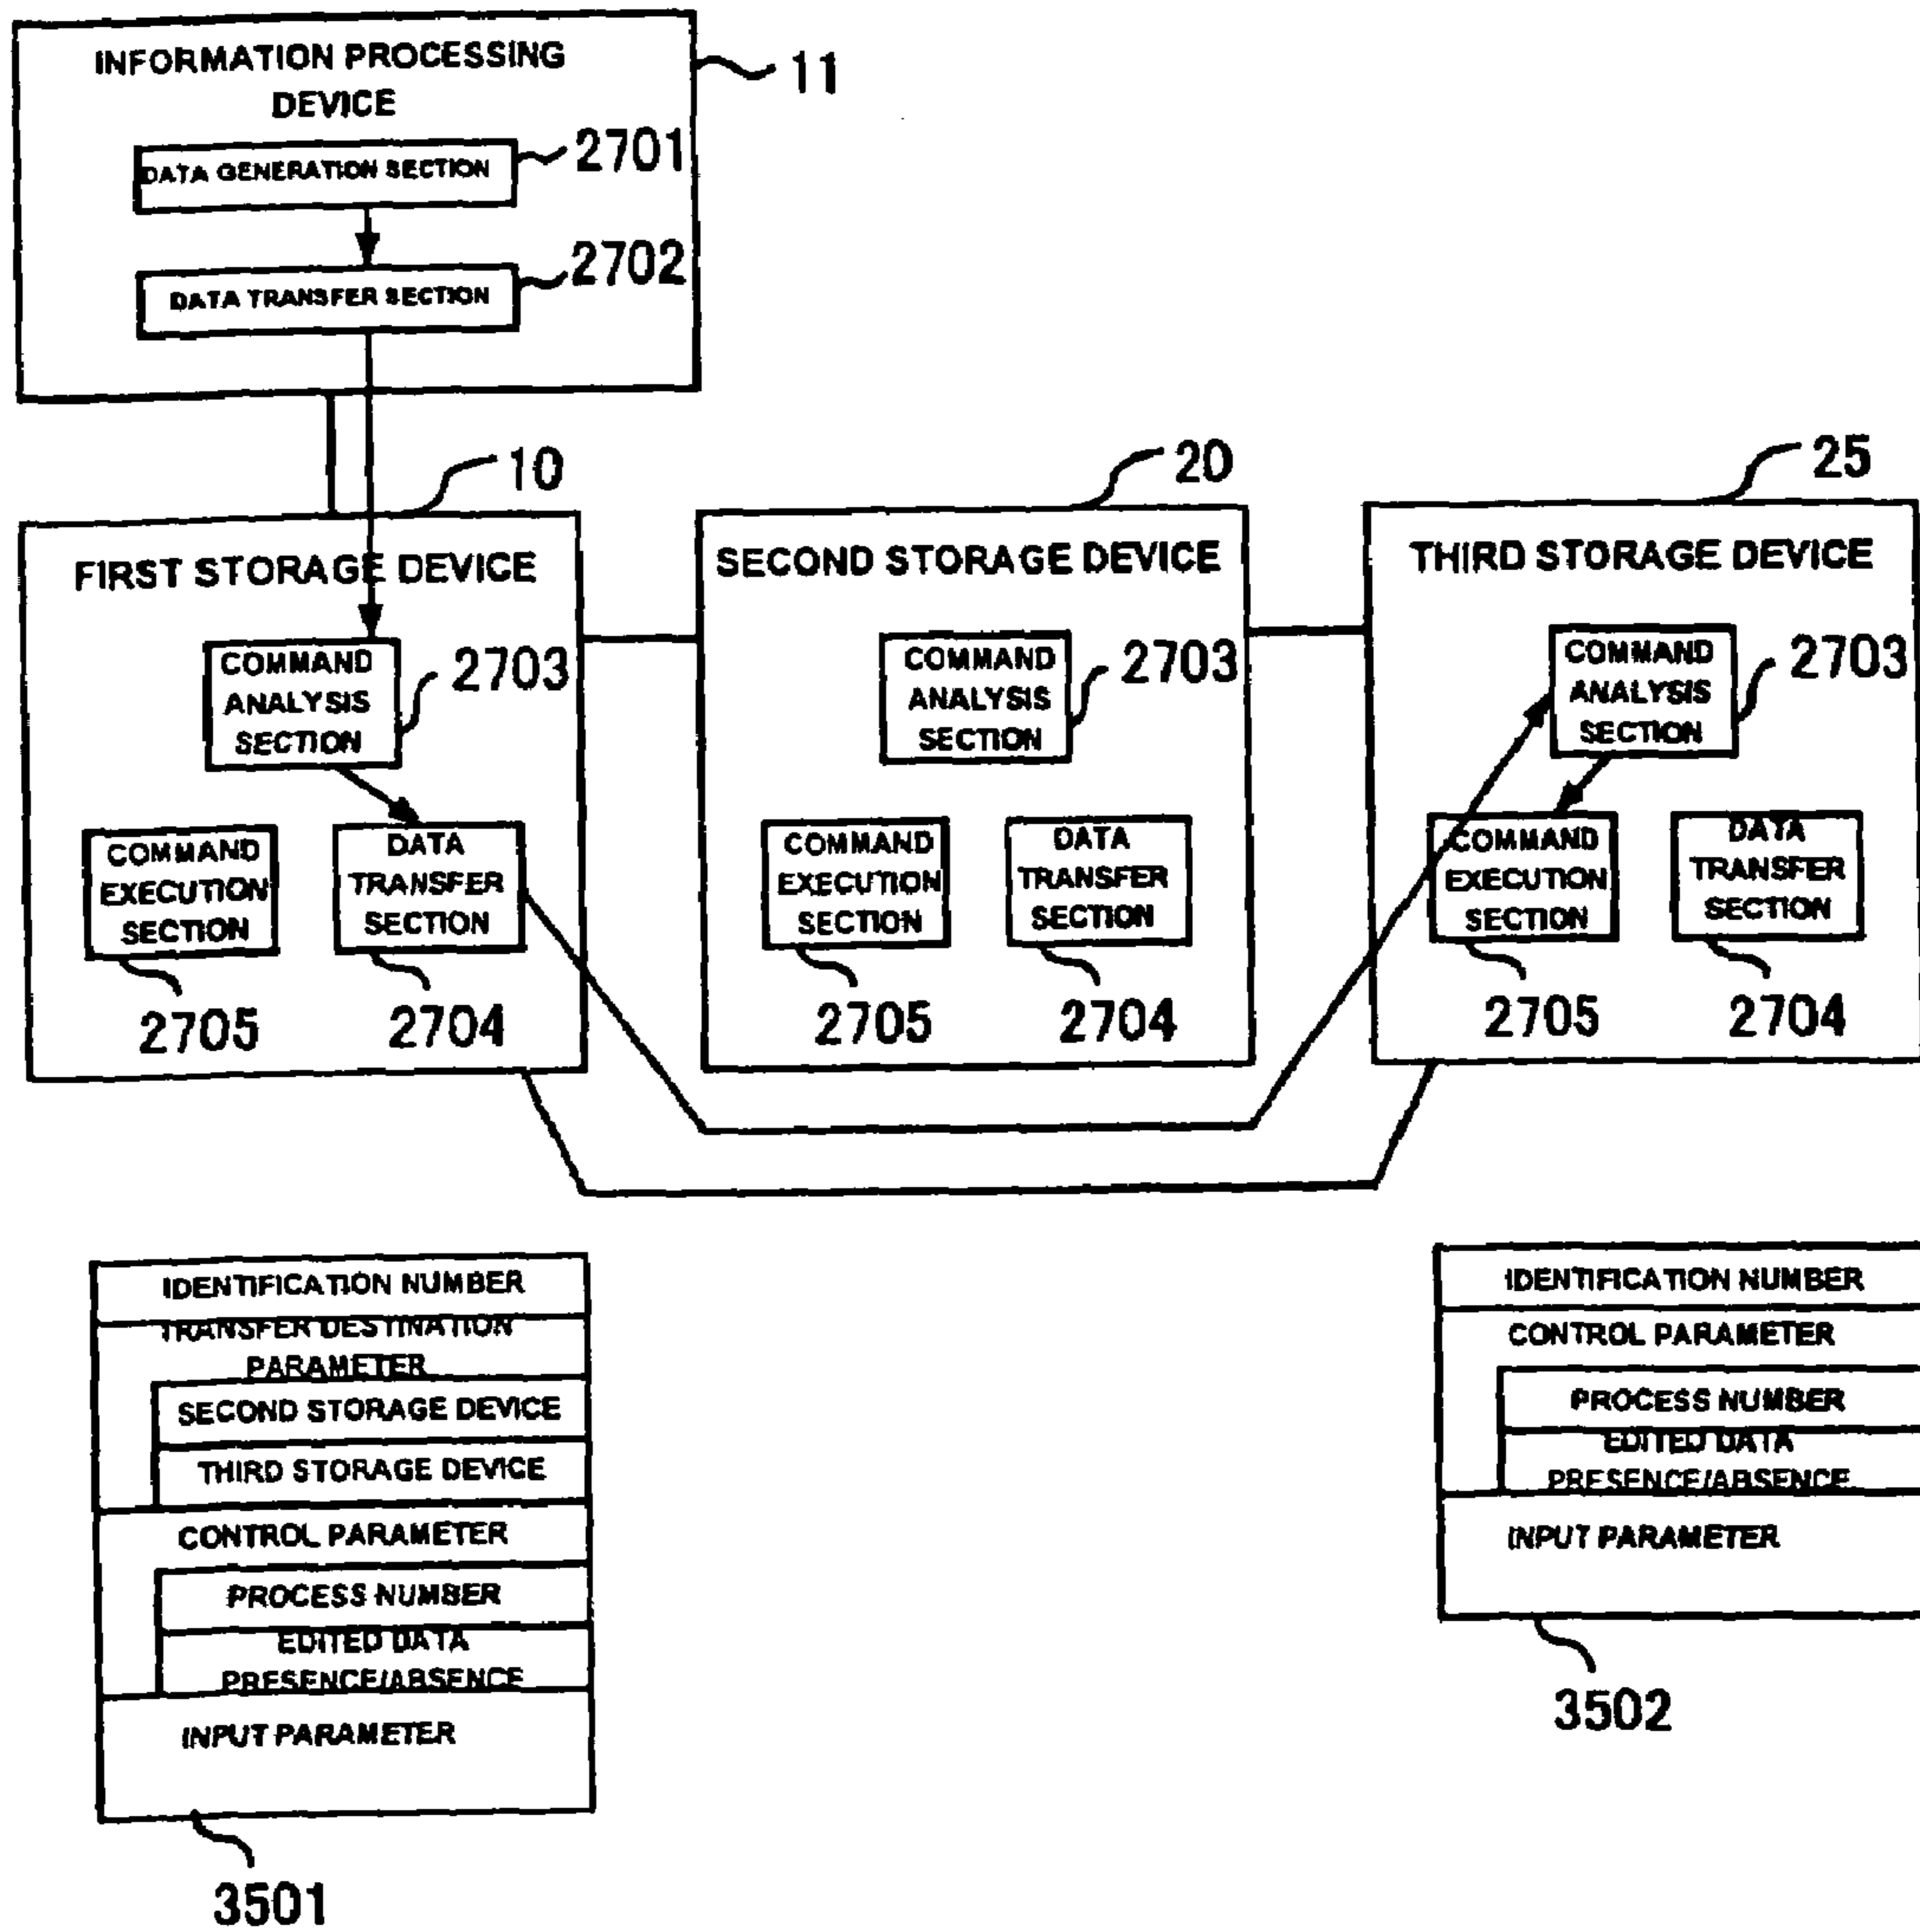 INFORMATION PROCESSING
DEVICE
11
DATA GENERATION SECTION
2701
DATA TRANSFER SECTION
2702
10
20
25
FIRST STORAGE DEVICE
COMMAND
ANALYSIS
SECTION
2703
COMMAND
EXECUTION
SECTION
2705
DATA
TRANSFER
SECTION
2704
SECOND STORAGE DEVICE
COMMAND
ANALYSIS
SECTION
2703
COMMAND
EXECUTION
SECTION
2705
DATA
TRANSFER
SECTION
2704
THIRD STORAGE DEVICE
COMMAND
ANALYSIS
SECTION
2703
COMMAND
EXECUTION
SECTION
2705
DATA
TRANSFER
SECTION
2704
IDENTIFICATION NUMBER
TRANSFER DESTINATION
PARAMETER
SECOND STORAGE DEVICE
THIRD STORAGE DEVICE
CONTROL PARAMETER
PROCESS NUMBER
EDITED DATA
PRESENCE/ABSENCE
INPUT PARAMETER
3501
IDENTIFICATION NUMBER
CONTROL PARAMETER
PROCESS NUMBER
EDITED DATA
PRESENCE/ABSENCE
INPUT PARAMETER
3502